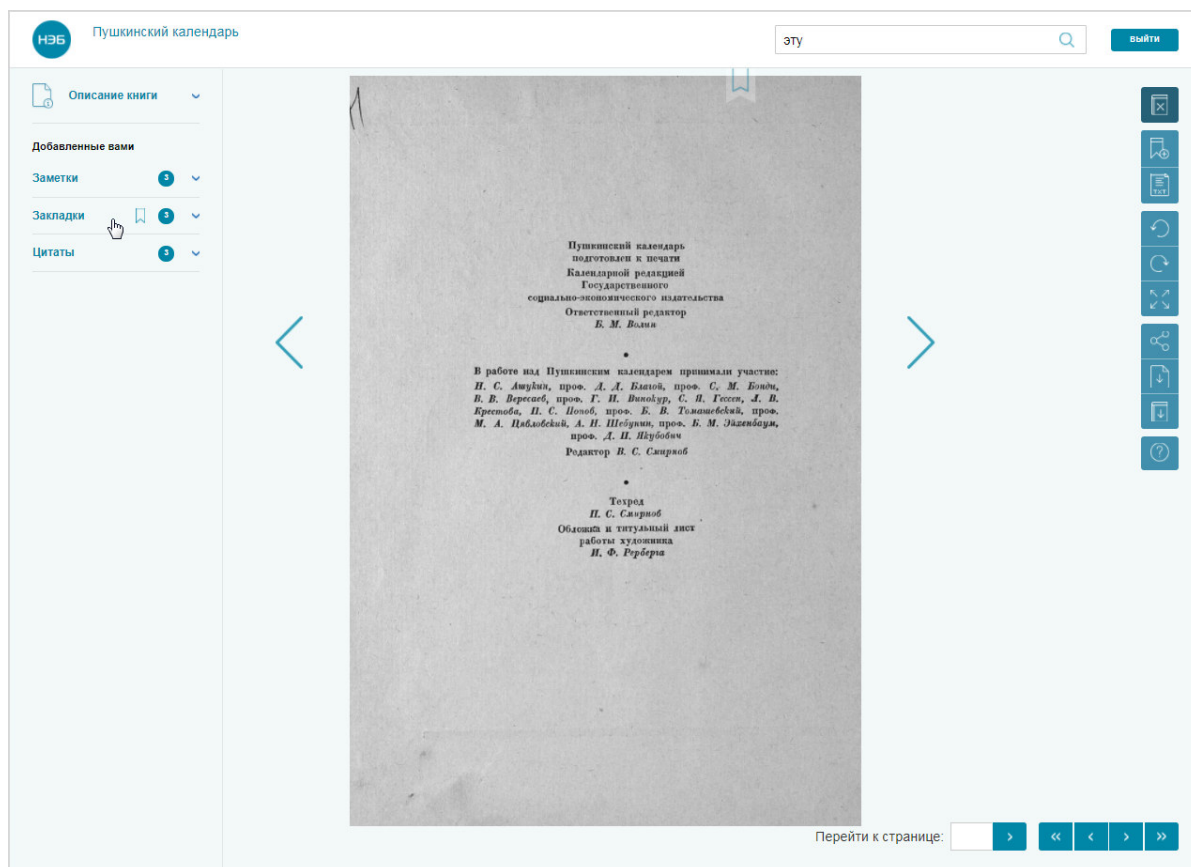 НЭБ
Пушкинский календарь
эту
ВЫЙТИ
Описание книги
Добавленные вами
Заметки 3
Закладки 3
Цитаты 3
TXT
Пушкинский календарь
подготовлен к печати
Календарной редакцией
Государственного
социально-экономического издательства
Ответственный редактор
Б. М. Волин
В работе над Пушкинским календарем принимали участие:
Н. С. Ашукин, проф. Д. Д. Благой, проф. С. М. Бонди,
В. В. Вересаев, проф. Г. И. Винокур, С. Я. Гессен, Л. В.
Крестова, П. С. Попов, проф. Б. В. Томашевский, проф.
М. А. Цявловский, А. Н. Шебунин, проф. Б. М. Эйхенбаум,
проф. Д. П. Якубович
Редактор В. С. Смирнов
Техред
П. С. Смирнов
Обложка и титульный лист
работы художника
И. Ф. Рерберга
Перейти к странице: